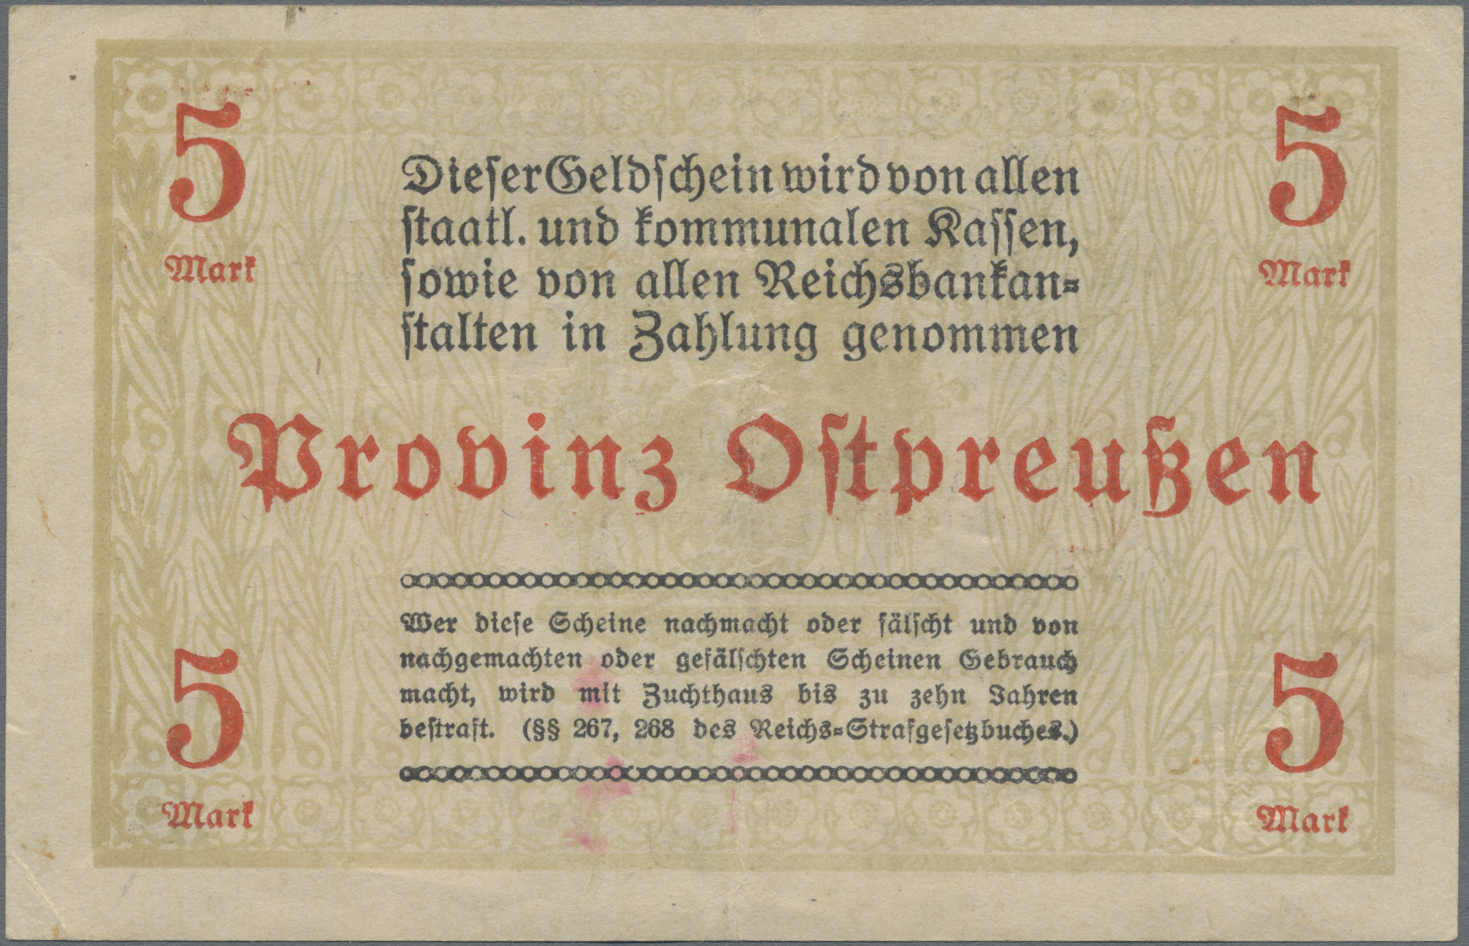 5 5
Mark Mark
Dieser Geldschein wird von allen
staatl. und kommunalen Kassen,
sowie von allen Reichsbankan-
stalten in Zahlung genommen
Provinz Ostpreußen
Wer diese Scheine nachmacht oder fälscht und von
nachgemachten oder gefälschten Scheinen Gebrauch
macht, wird mit Zuchthaus bis zu zehn Jahren
bestraft. (§§ 267, 268 des Reichs-Strafgesetzbuches.)
5 5
Mark Mark